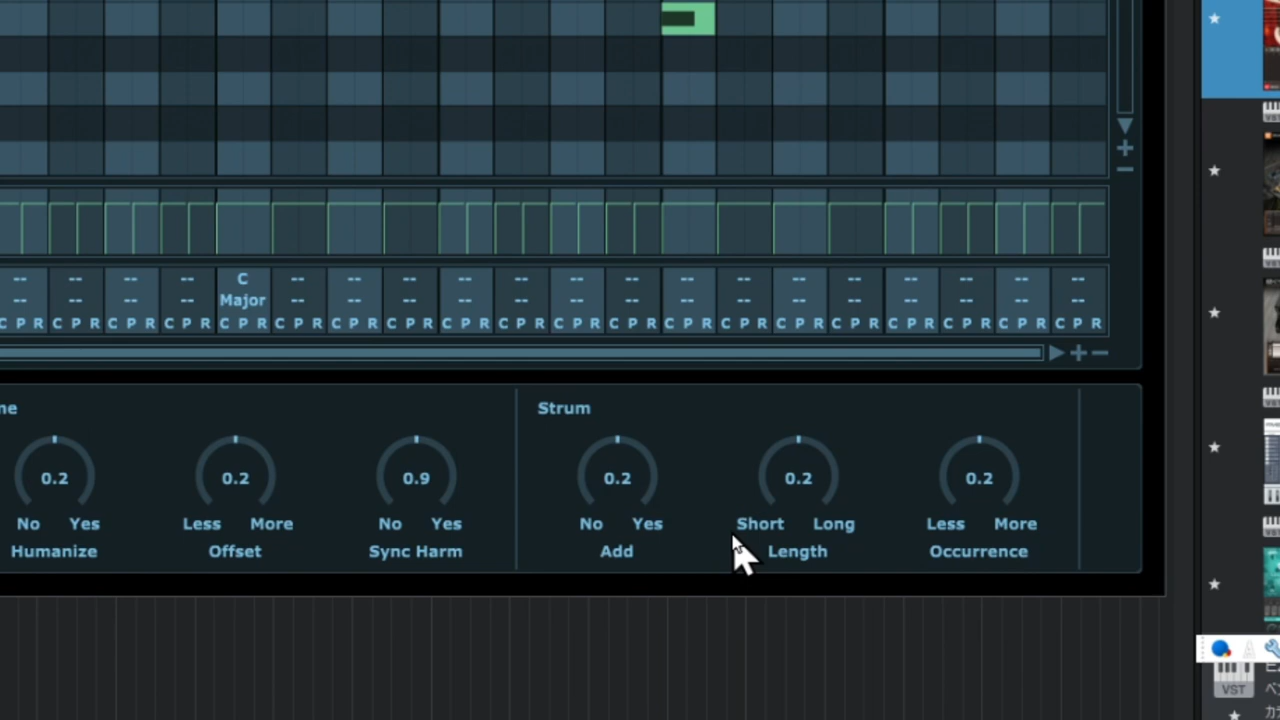 -- -- -- -- C -- -- -- -- -- -- -- -- -- -- -- -- -- -- --
-- -- -- -- Major -- -- -- -- -- -- -- -- -- -- -- -- -- -- --
C P R C P R C P R C P R C P R C P R C P R C P R C P R C P R C P R C P R C P R C P R C P R C P R C P R C P R C P R C P R
ne Strum
0.2 0.2 0.9 0.2 0.2 0.2
No Yes Less More No Yes No Yes Short Long Less More
Humanize Offset Sync Harm Add Length Occurrence
VST